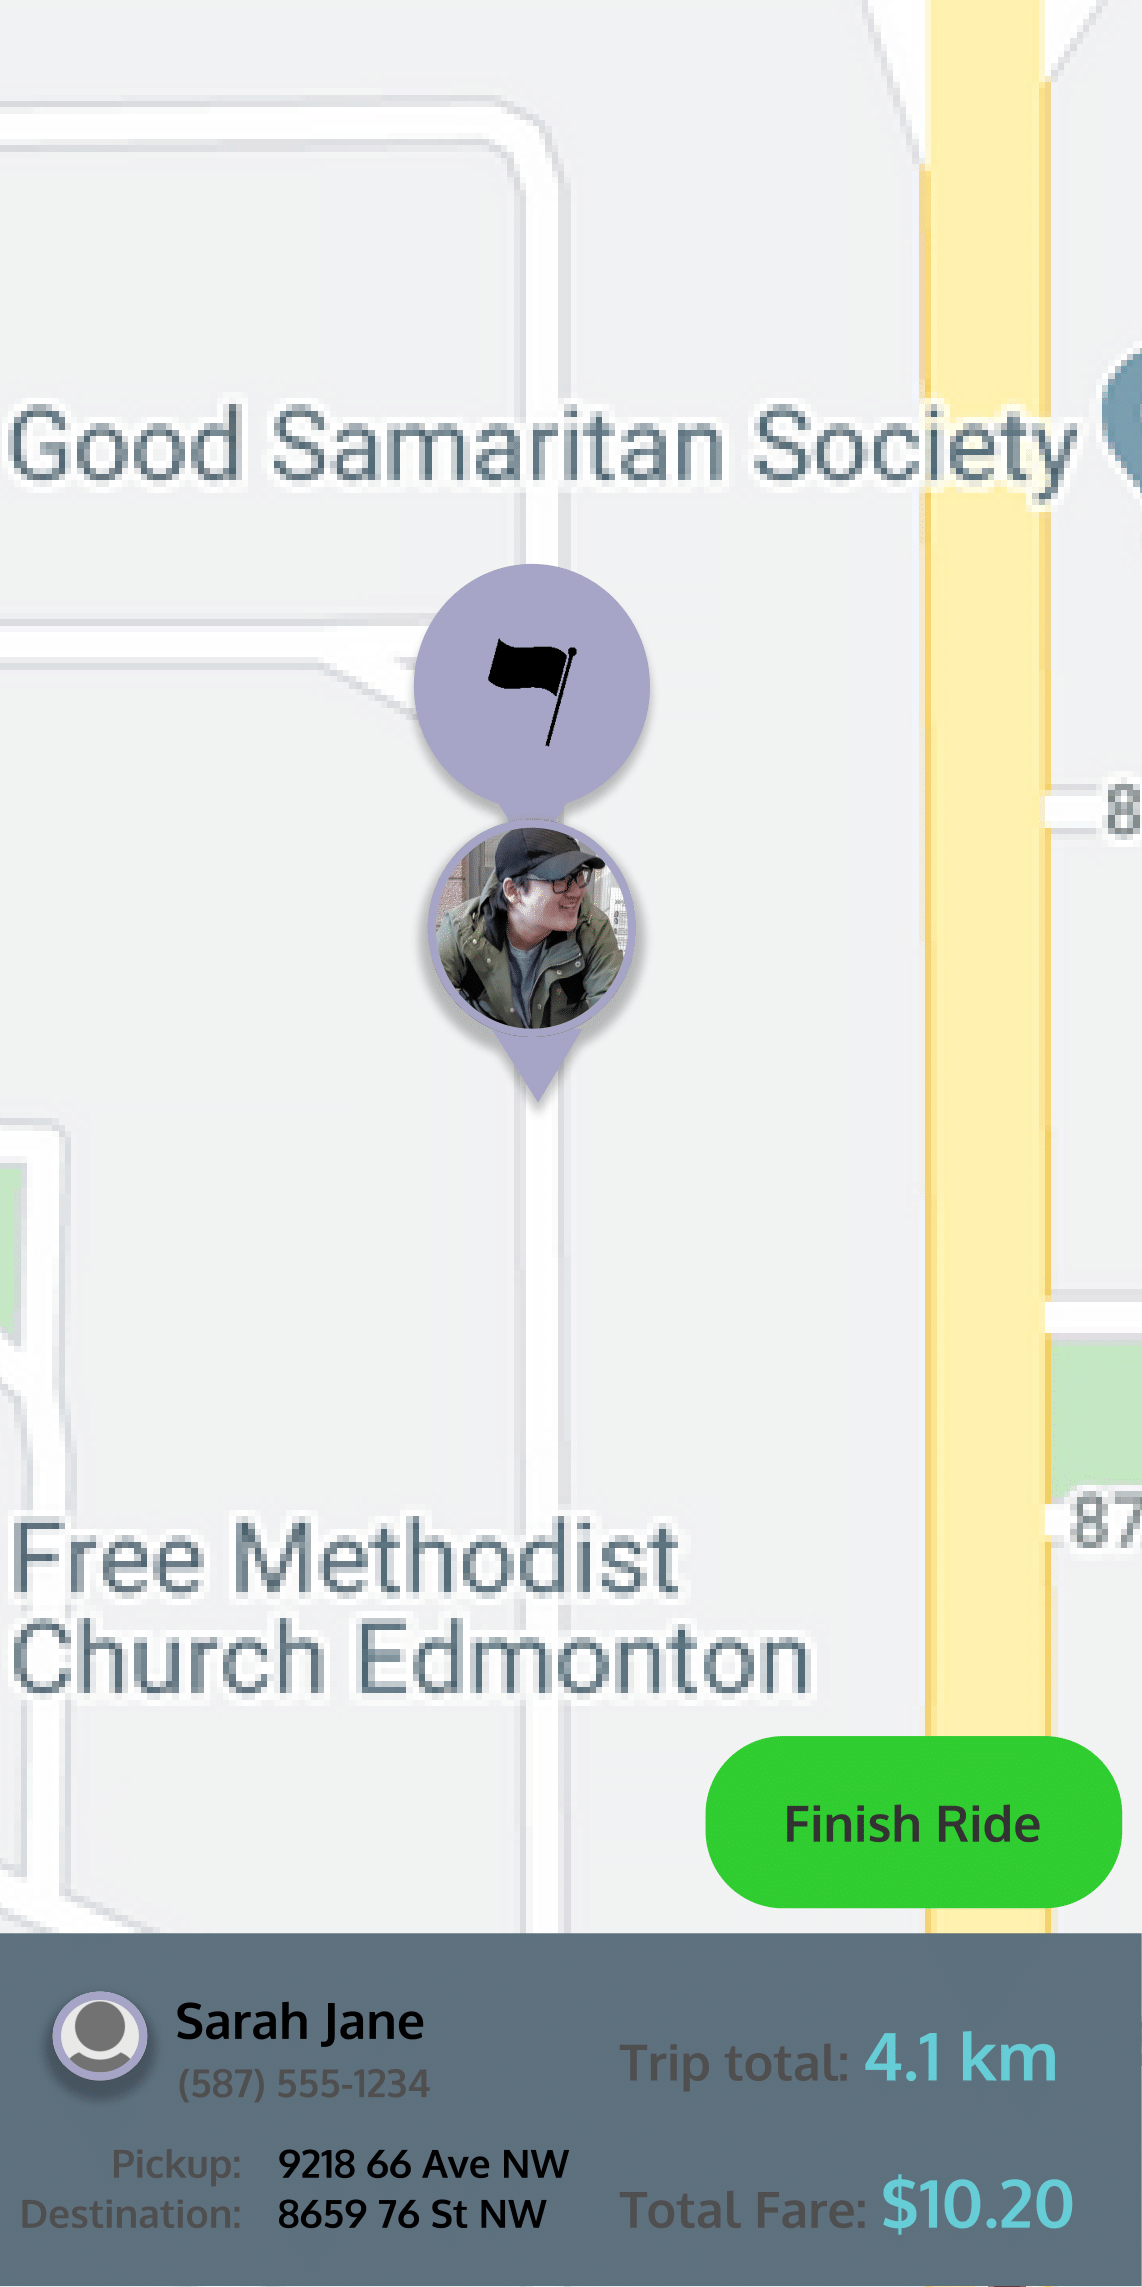 Good Samaritan Society
8
87
Free Methodist
Church Edmonton
Finish Ride
Sarah Jane
(587) 555-1234
Trip total: 4.1 km
Pickup: 9218 66 Ave NW
Destination: 8659 76 St NW
Total Fare: $10.20